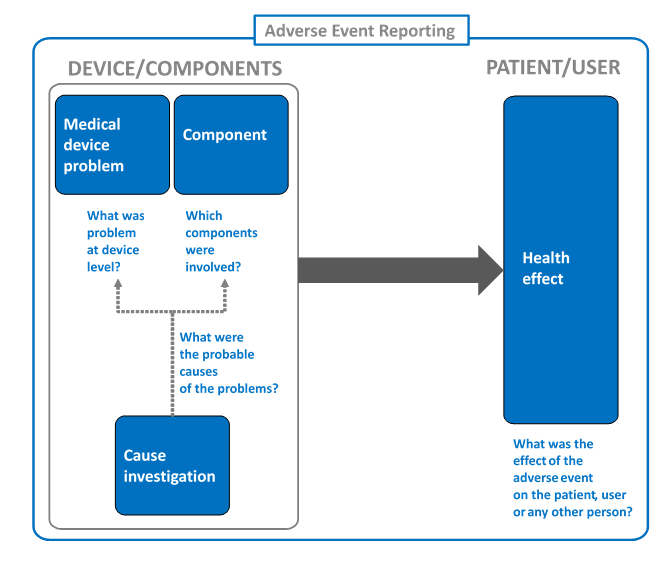 Adverse Event Reporting
DEVICE/COMPONENTS
PATIENT/USER
Medical
device
problem
Component
What was
problem
at device
level?
Which
components
were
involved?
What were
the probable
causes
of the problems?
Cause
investigation
Health
effect
What was the
effect of the
adverse event
on the patient, user
or any other person?